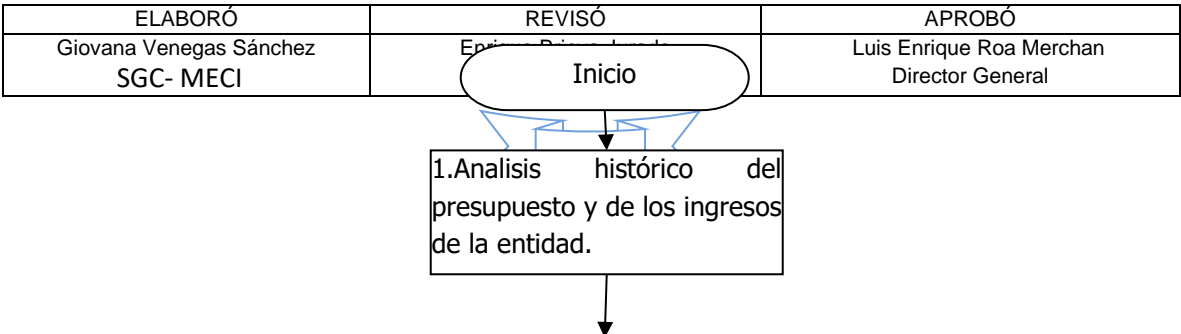 ELABORÓ REVISÓ APROBÓ
Giovana Venegas Sánchez Enrique Luis Enrique Roa Merchan
SGC- MECI Director General
Inicio
1.Analisis histórico del
presupuesto y de los ingresos
de la entidad.